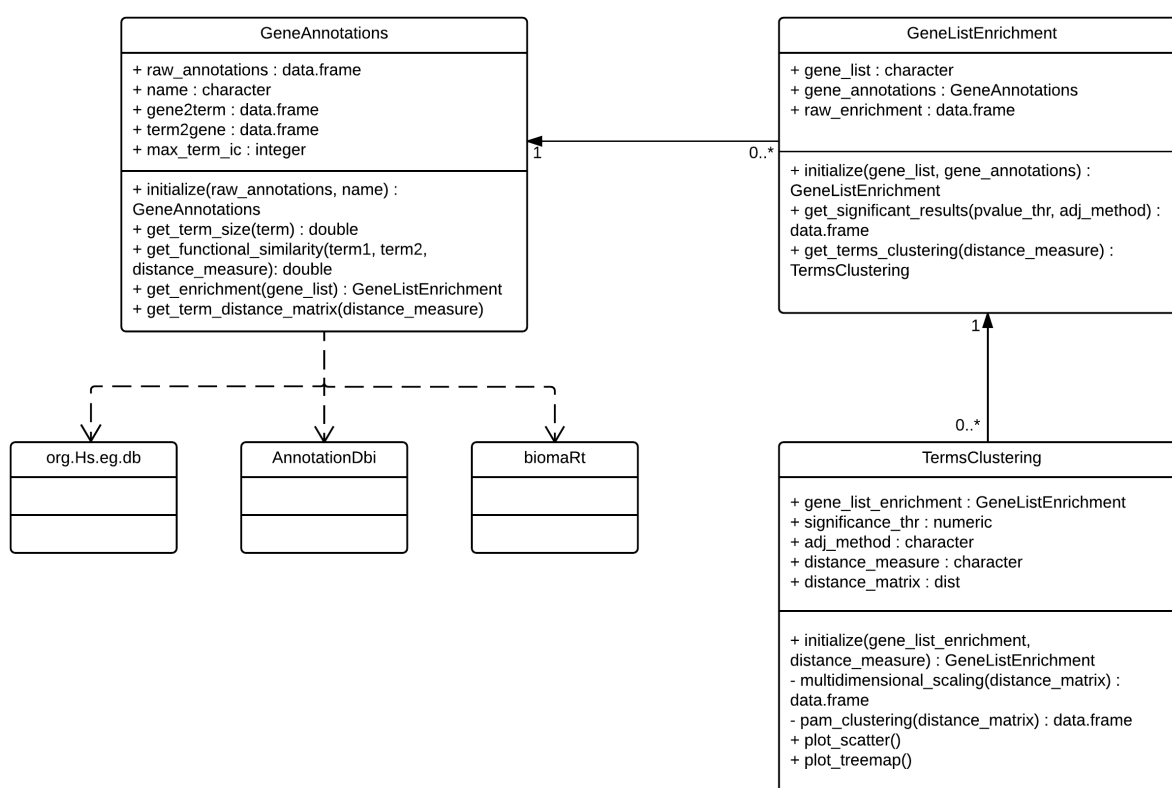 GeneAnnotations
+ raw_annotations : data.frame
+ name : character
+ gene2term : data.frame
+ term2gene : data.frame
+ max_term_ic : integer
+ initialize(raw_annotations, name) :
GeneAnnotations
+ get_term_size(term) : double
+ get_functional_similarity(term1, term2,
distance_measure): double
+ get_enrichment(gene_list) : GeneListEnrichment
+ get_term_distance_matrix(distance_measure)
1
0..*
GeneListEnrichment
+ gene_list : character
+ gene_annotations : GeneAnnotations
+ raw_enrichment : data.frame
+ initialize(gene_list, gene_annotations) :
GeneListEnrichment
+ get_significant_results(pvalue_thr, adj_method) :
data.frame
+ get_terms_clustering(distance_measure) :
TermsClustering
1
0..*
org.Hs.eg.db
AnnotationDbi
biomaRt
TermsClustering
+ gene_list_enrichment : GeneListEnrichment
+ significance_thr : numeric
+ adj_method : character
+ distance_measure : character
+ distance_matrix : dist
+ initialize(gene_list_enrichment,
distance_measure) : GeneListEnrichment
- multidimensional_scaling(distance_matrix) :
data.frame
- pam_clustering(distance_matrix) : data.frame
+ plot_scatter()
+ plot_treemap()